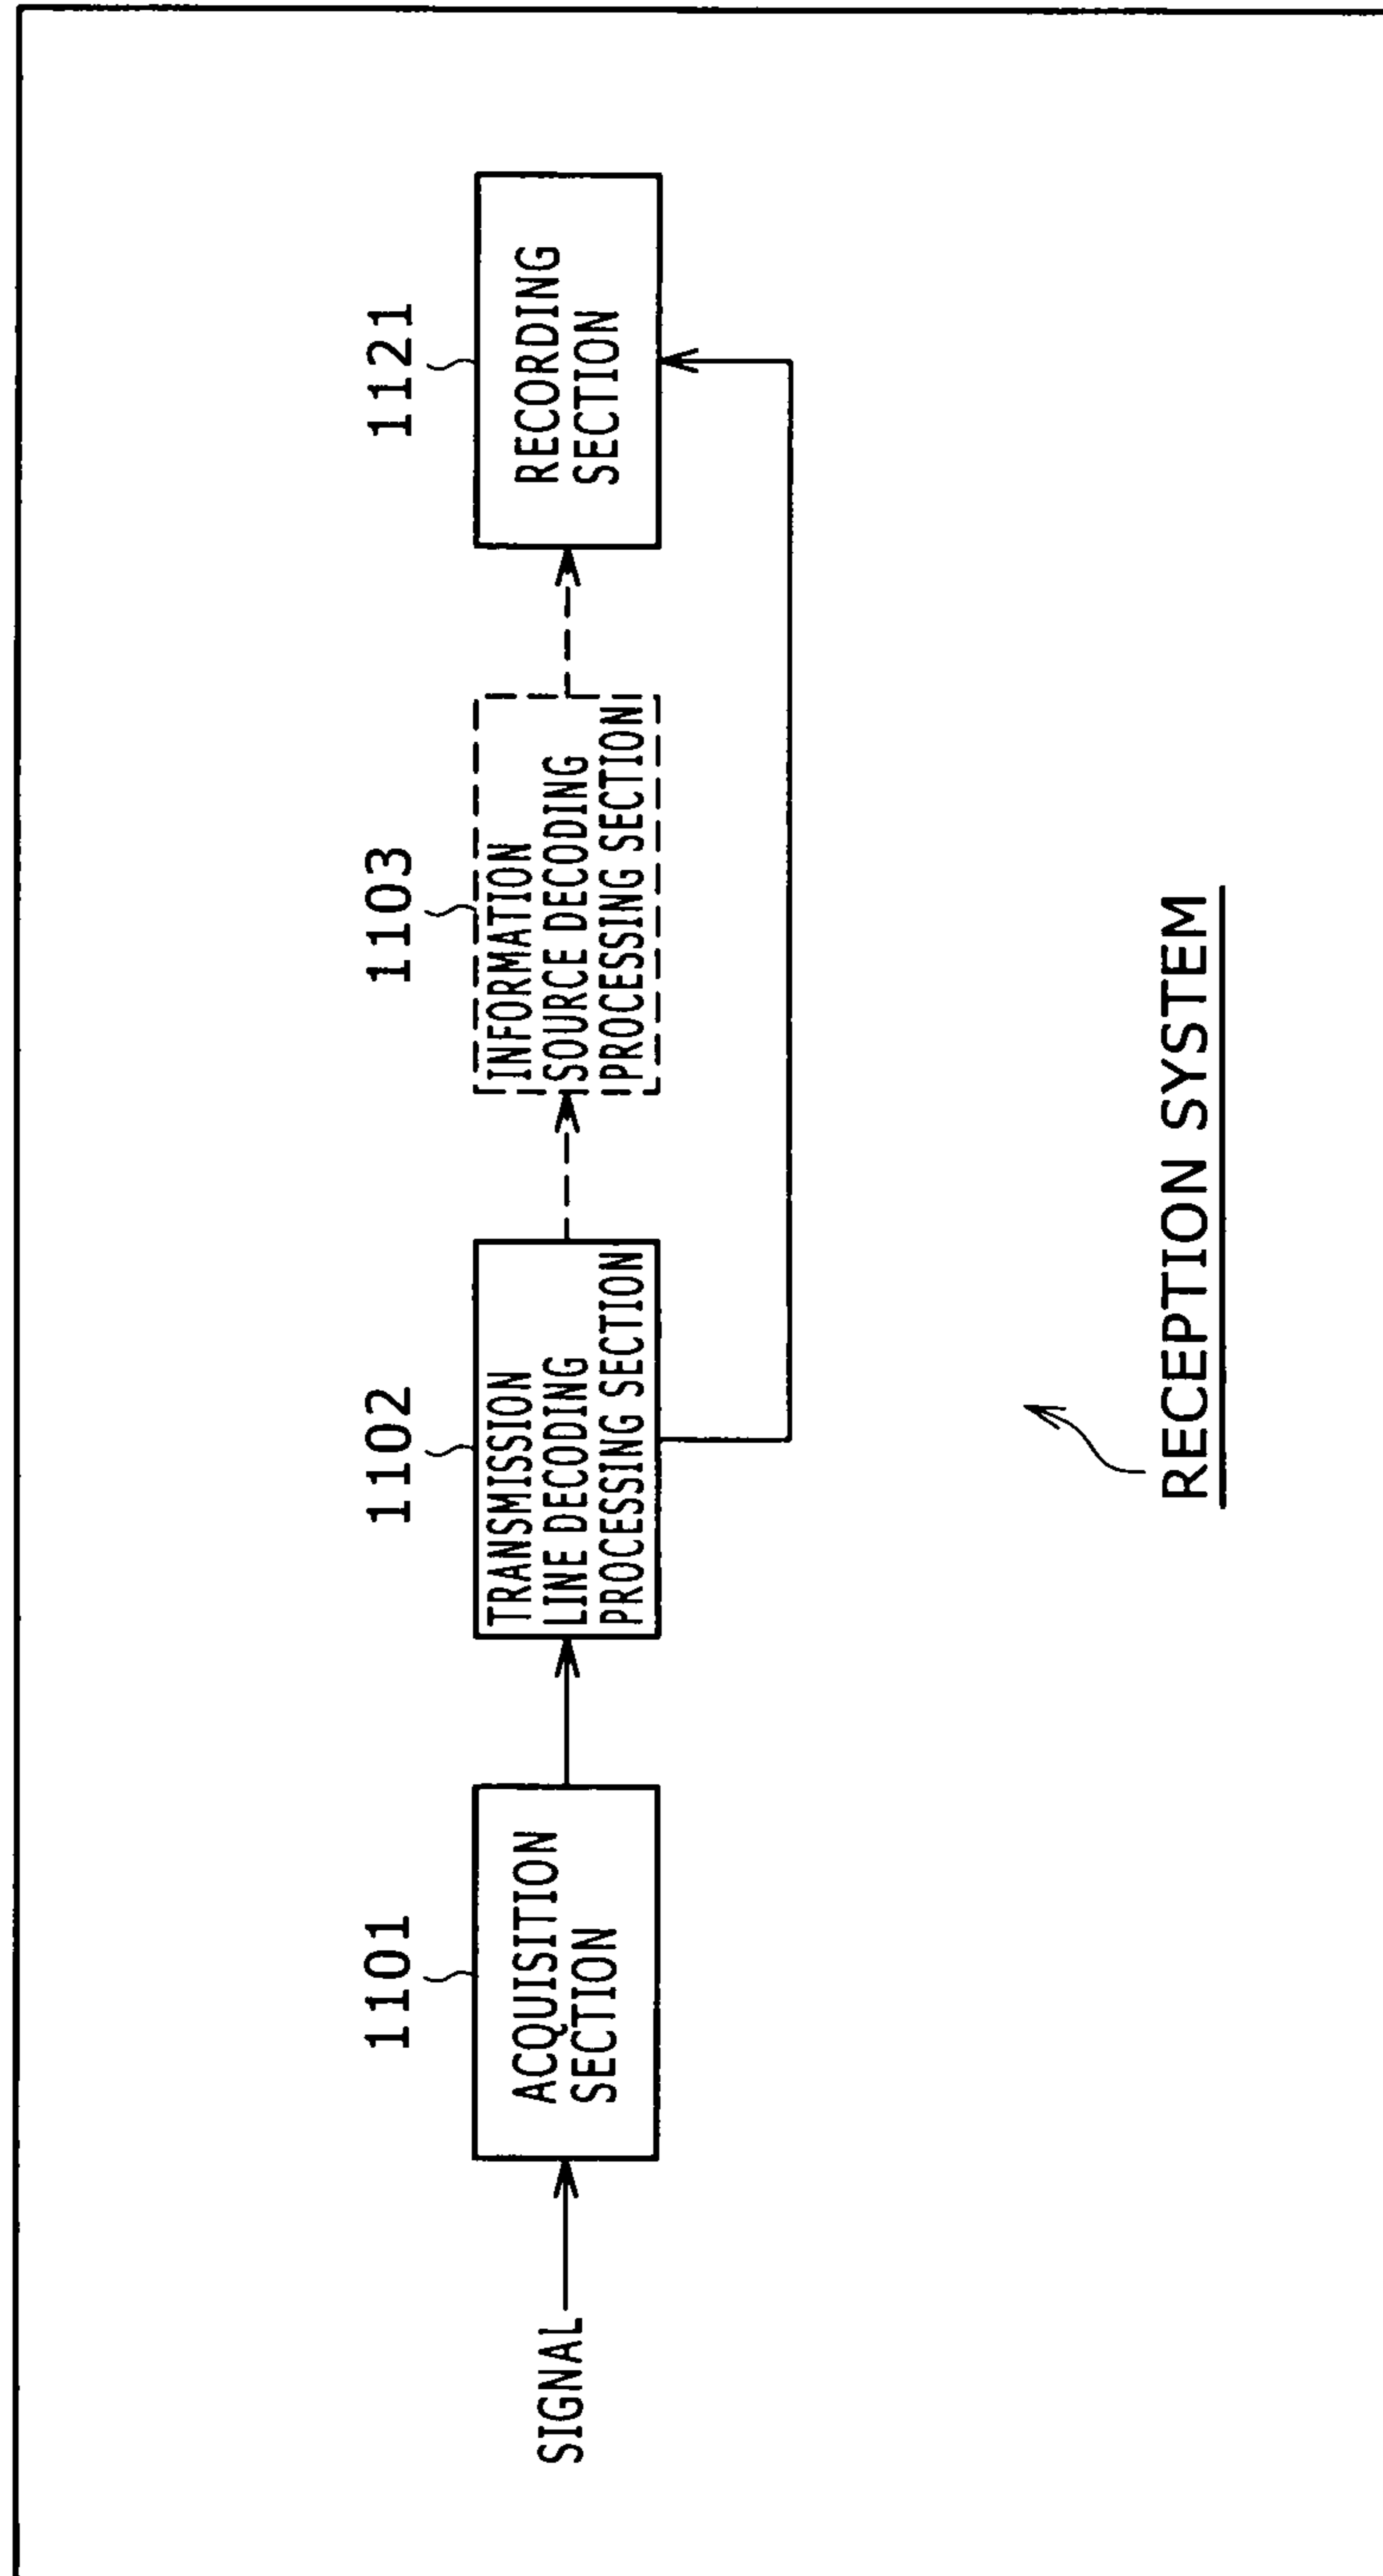 1101
1102
1103
1121
SIGNAL
ACQUISITION
SECTION
TRANSMISSION
LINE DECODING
PROCESSING SECTION
INFORMATION
SOURCE DECODING
PROCESSING SECTION
RECORDING
SECTION
RECEPTION SYSTEM